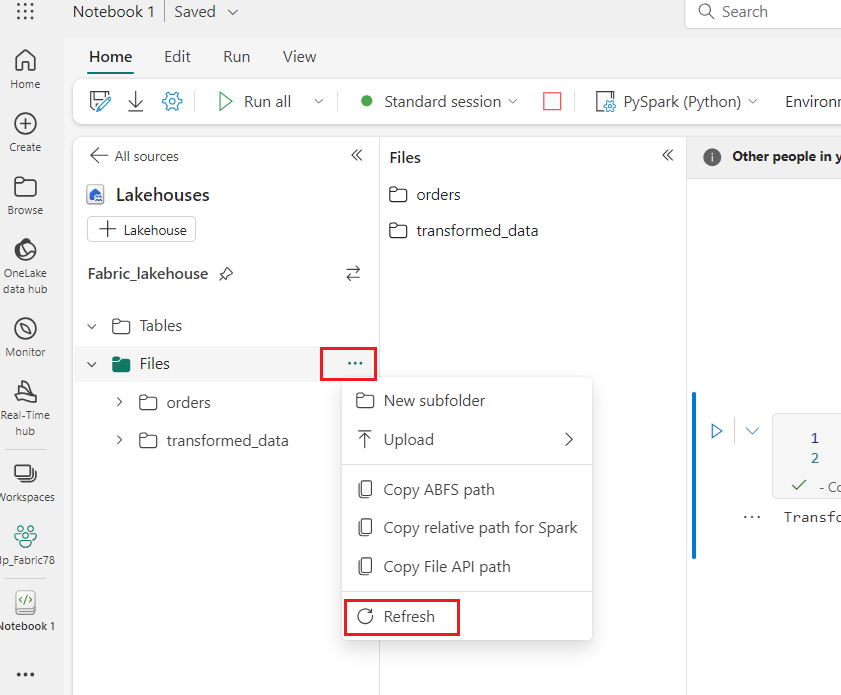 Notebook 1
Saved
Search
Home
Edit
Run
View
Run all
Standard session
PySpark (Python)
Environ
Home
Create
Browse
OneLake
data hub
Monitor
Real-Time
hub
Workspaces
lp_Fabric78
Notebook 1
All sources
Lakehouses
Lakehouse
Fabric_lakehouse
Tables
Files
orders
transformed_data
Files
orders
transformed_data
New subfolder
Upload
Copy ABFS path
Copy relative path for Spark
Copy File API path
Refresh
Other people in y
1
2
- Co
Transfo